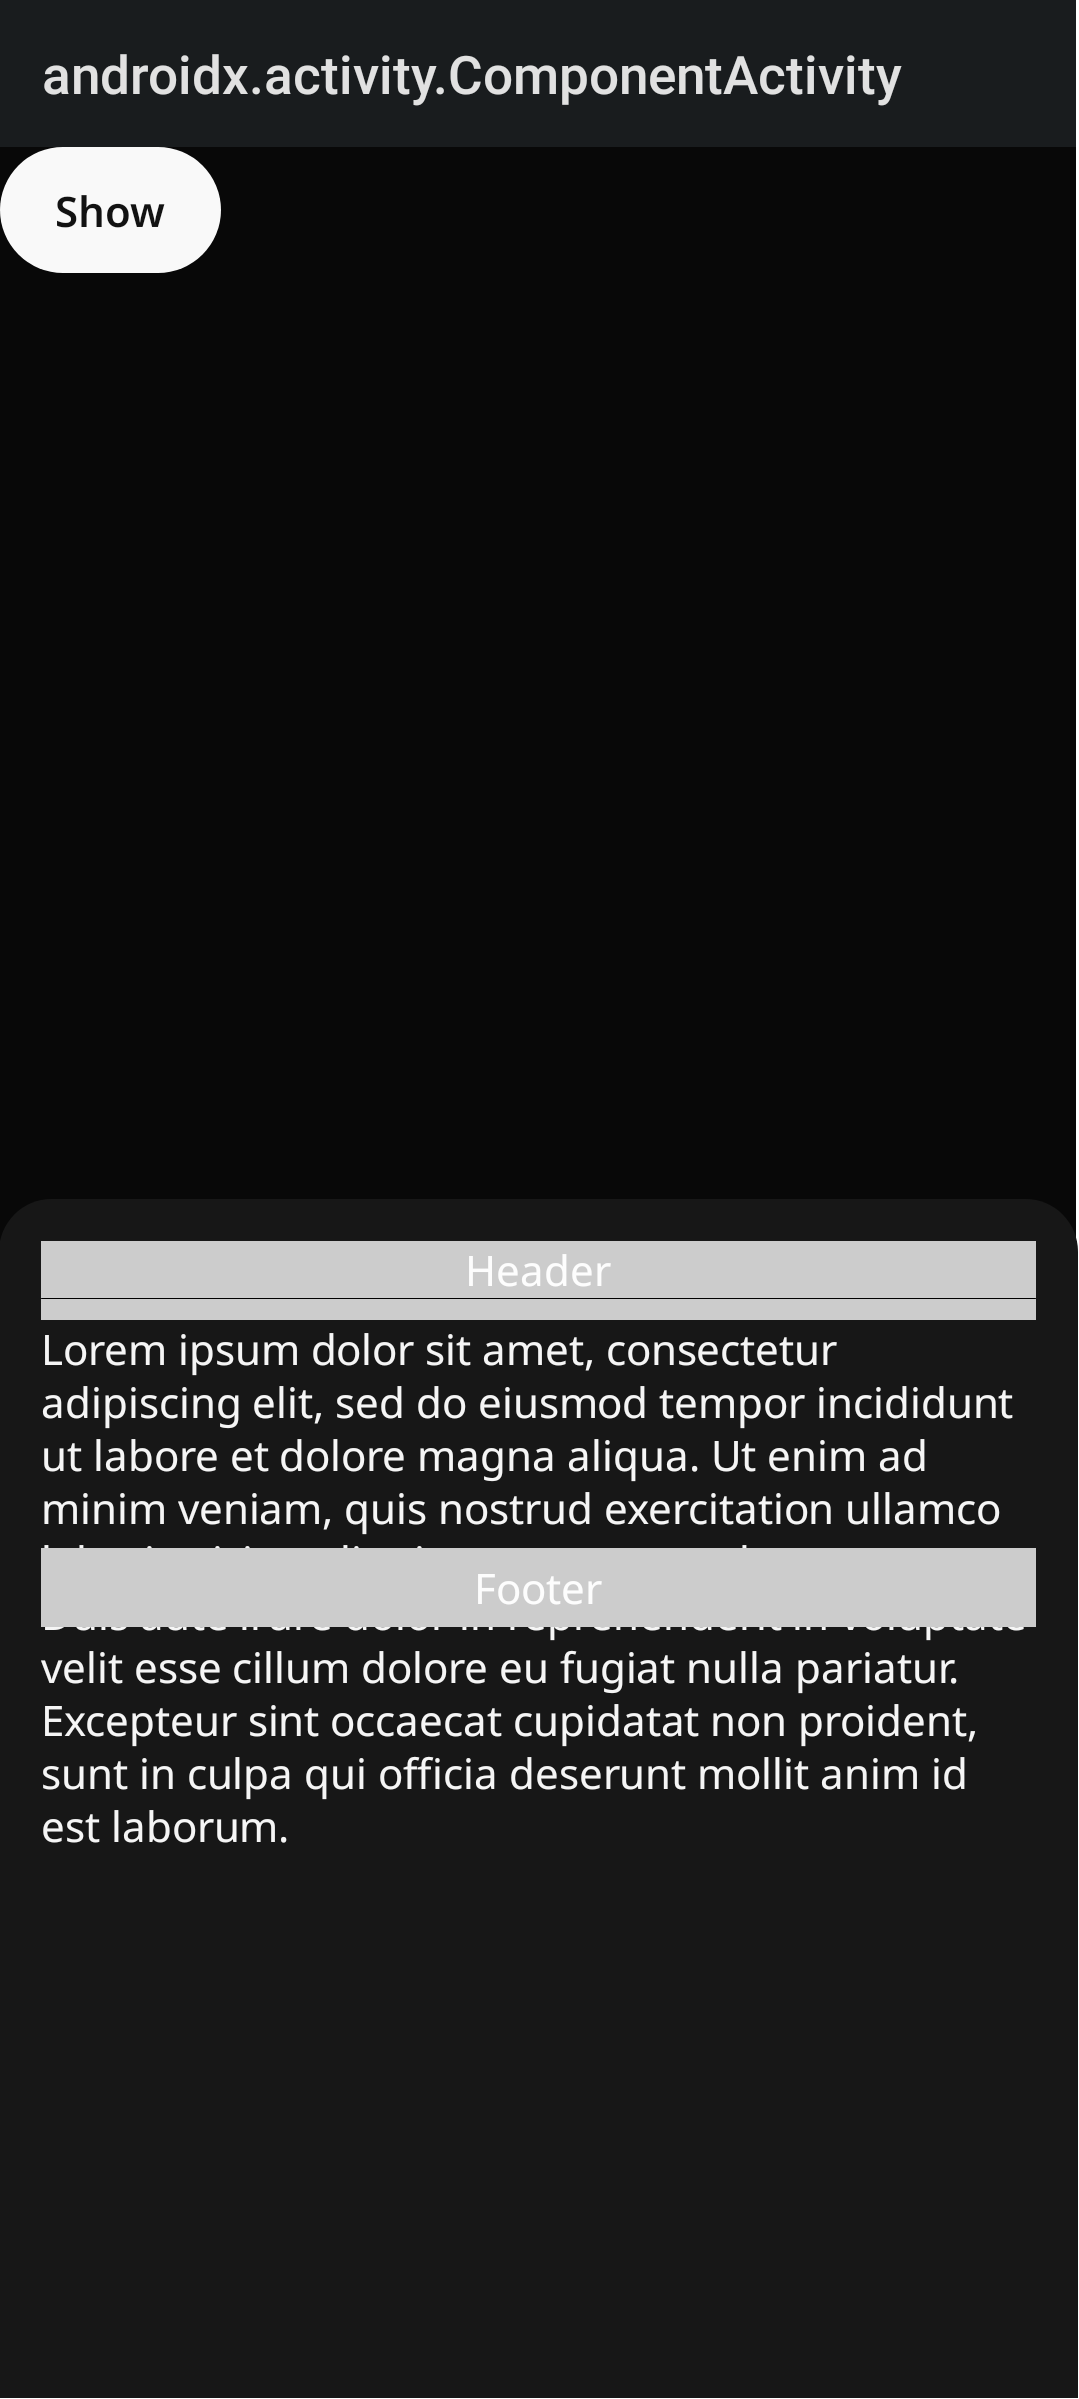 androidx.activity.ComponentActivity
Show
Header
Lorem ipsum dolor sit amet, consectetur
adipiscing elit, sed do eiusmod tempor incididunt
ut labore et dolore magna aliqua. Ut enim ad
minim veniam, quis nostrud exercitation ullamco
Footer
velit esse cillum dolore eu fugiat nulla pariatur.
Excepteur sint occaecat cupidatat non proident,
sunt in culpa qui officia deserunt mollit anim id
est laborum.